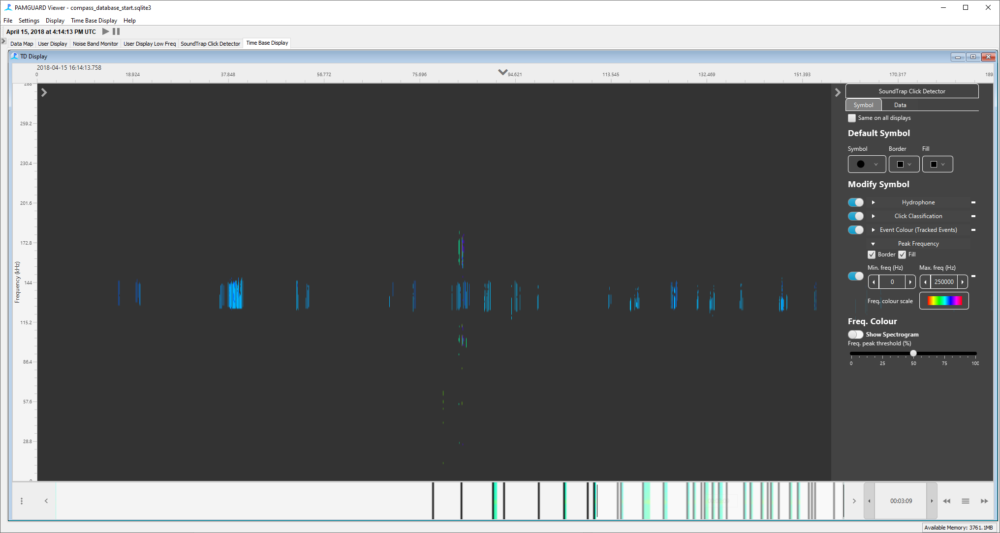 PAMGUARD Viewer - compass_database_start.sqlite3
File Settings Display Time Base Display Help
April 15, 2018 at 4:14:13 PM UTC
Data Map User Display Noise Band Monitor User Display Low Freq SoundTrap Click Detector Time Base Display
TD Display
2018-04-15 16:14:13.758
0 18.924 37.848 56.772 75.696 94.621 113.545 132.469 151.393 170.317 189.
288
259.2
230.4
201.6
172.8
144
115.2
86.4
57.6
28.8
0
Frequency (kHz)
SoundTrap Click Detector
Symbol Data
Same on all displays
Default Symbol
Symbol Border Fill
Modify Symbol
Hydrophone
Click Classification
Event Colour (Tracked Events)
Peak Frequency
Border Fill
Min. freq (Hz) Max. freq (Hz)
0 250000
Freq. colour scale
Freq. Colour
Show Spectrogram
Freq. peak threshold (%)
0 25 50 75 100
00:03:09
00:03:09
Available Memory: 3761.1MB